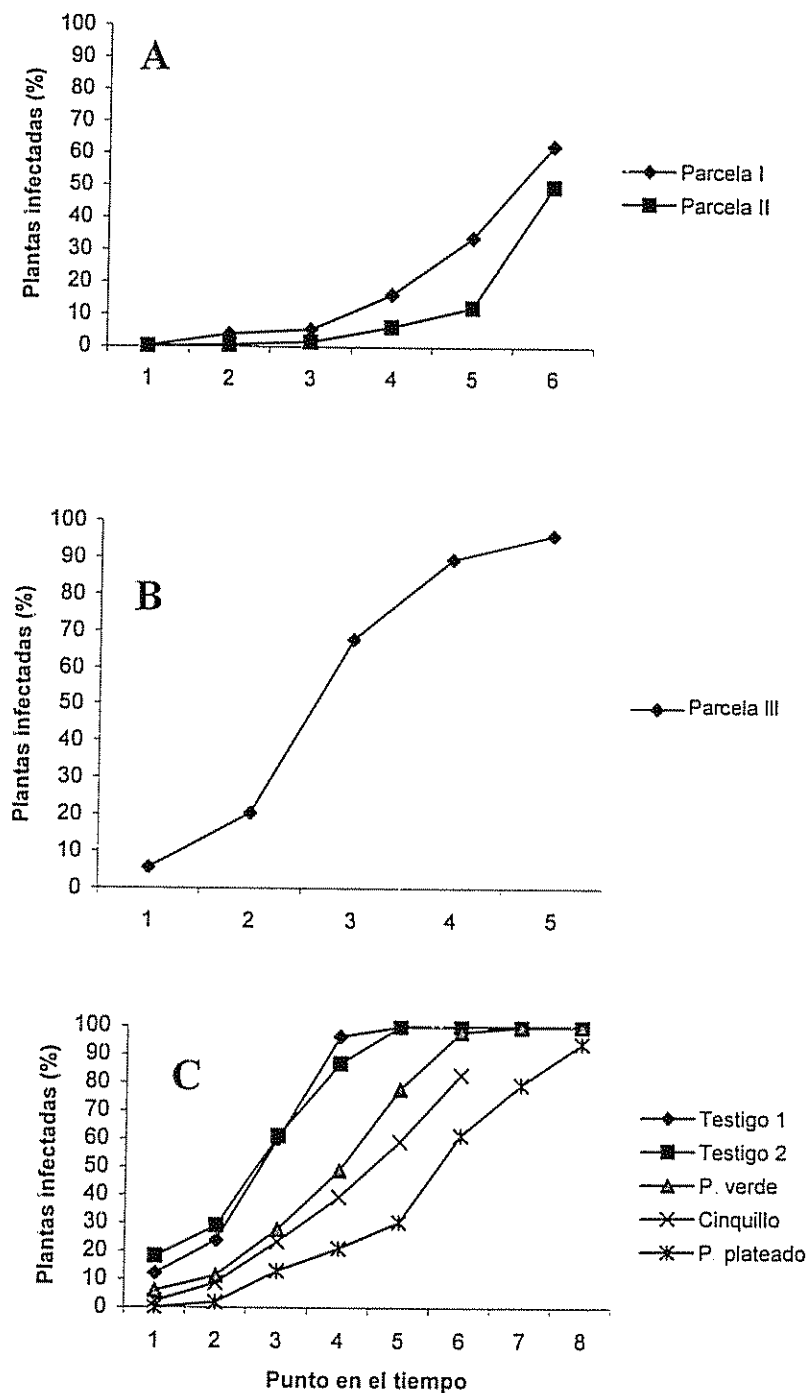 A
Plantas infectadas (%)
100
90
80
70
60
50
40
30
20
10
0
1 2 3 4 5 6
Parcela I
Parcela II
B
Plantas infectadas (%)
100
90
80
70
60
50
40
30
20
10
0
1 2 3 4 5
Parcela III
C
Plantas infectadas (%)
100
90
80
70
60
50
40
30
20
10
0
1 2 3 4 5 6 7 8
Punto en el tiempo
Testigo 1
Testigo 2
P. verde
Cinquillo
P. plateado